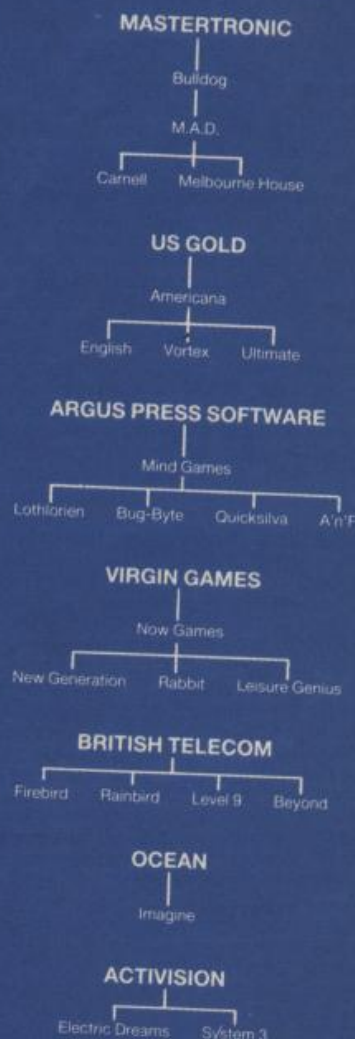 MASTERTRONIC
Bulldog
M.A.D.
Carnell Melbourne House
US GOLD
Americana
English Vortex Ultimate
ARGUS PRESS SOFTWARE
Mind Games
Lothlorien Bug-Byte Quicksilva A'n'F
VIRGIN GAMES
Now Games
New Generation Rabbit Leisure Genius
BRITISH TELECOM
Firebird Rainbird Level 9 Beyond
OCEAN
Imagine
ACTIVISION
Electric Dreams System 3